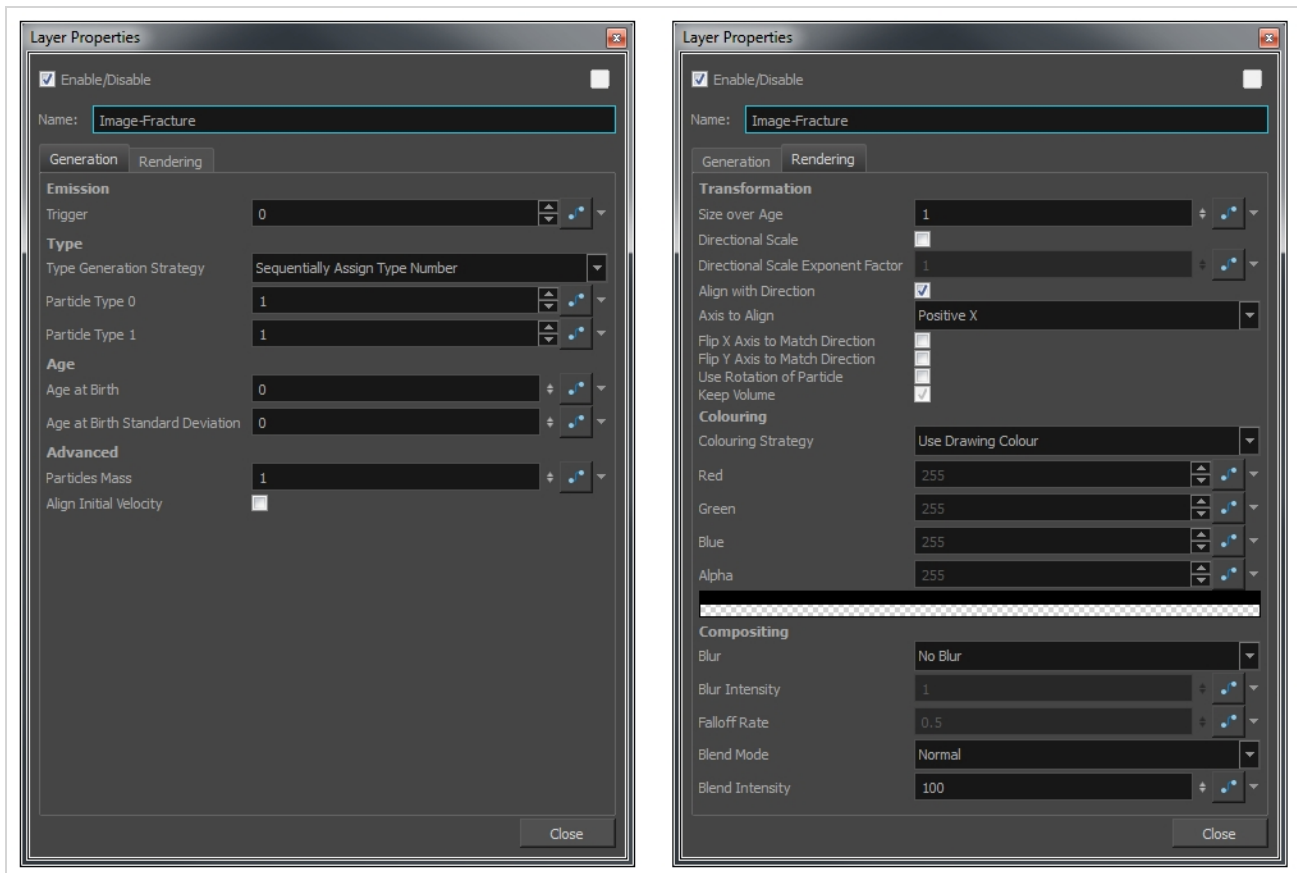 Layer Properties
Enable/Disable
Name: Image-Fracture
Generation Rendering
Emission
Trigger 0
Type
Type Generation Strategy Sequentially Assign Type Number
Particle Type 0 1
Particle Type 1 1
Age
Age at Birth 0
Age at Birth Standard Deviation 0
Advanced
Particles Mass 1
Align Initial Velocity
Close
Layer Properties
Enable/Disable
Name: Image-Fracture
Generation Rendering
Transformation
Size over Age 1
Directional Scale
Directional Scale Exponent Factor 1
Align with Direction
Axis to Align Positive X
Flip X Axis to Match Direction
Flip Y Axis to Match Direction
Use Rotation of Particle
Keep Volume
Colouring
Colouring Strategy Use Drawing Colour
Red 255
Green 255
Blue 255
Alpha 255
Compositing
Blur No Blur
Blur Intensity 1
Falloff Rate 0.5
Blend Mode Normal
Blend Intensity 100
Close